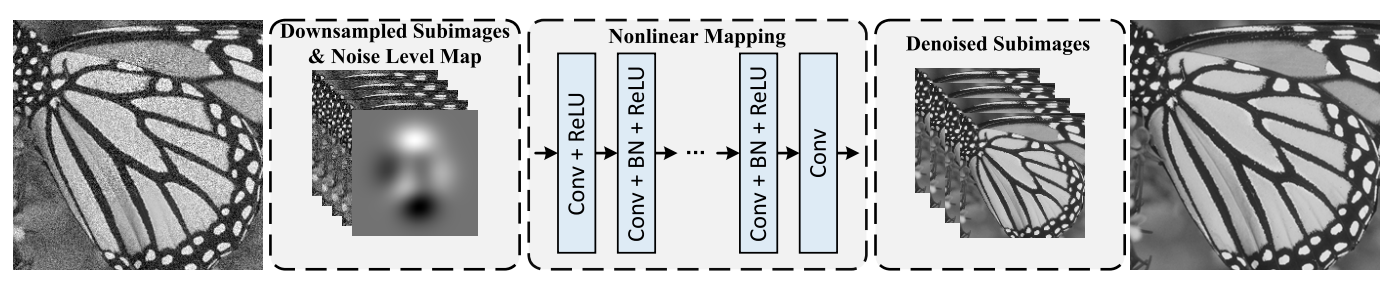 Downsampled Subimages
& Noise Level Map
Nonlinear Mapping
Conv + ReLU
Conv + BN + ReLU
...
Conv + BN + ReLU
Conv
Denoised Subimages